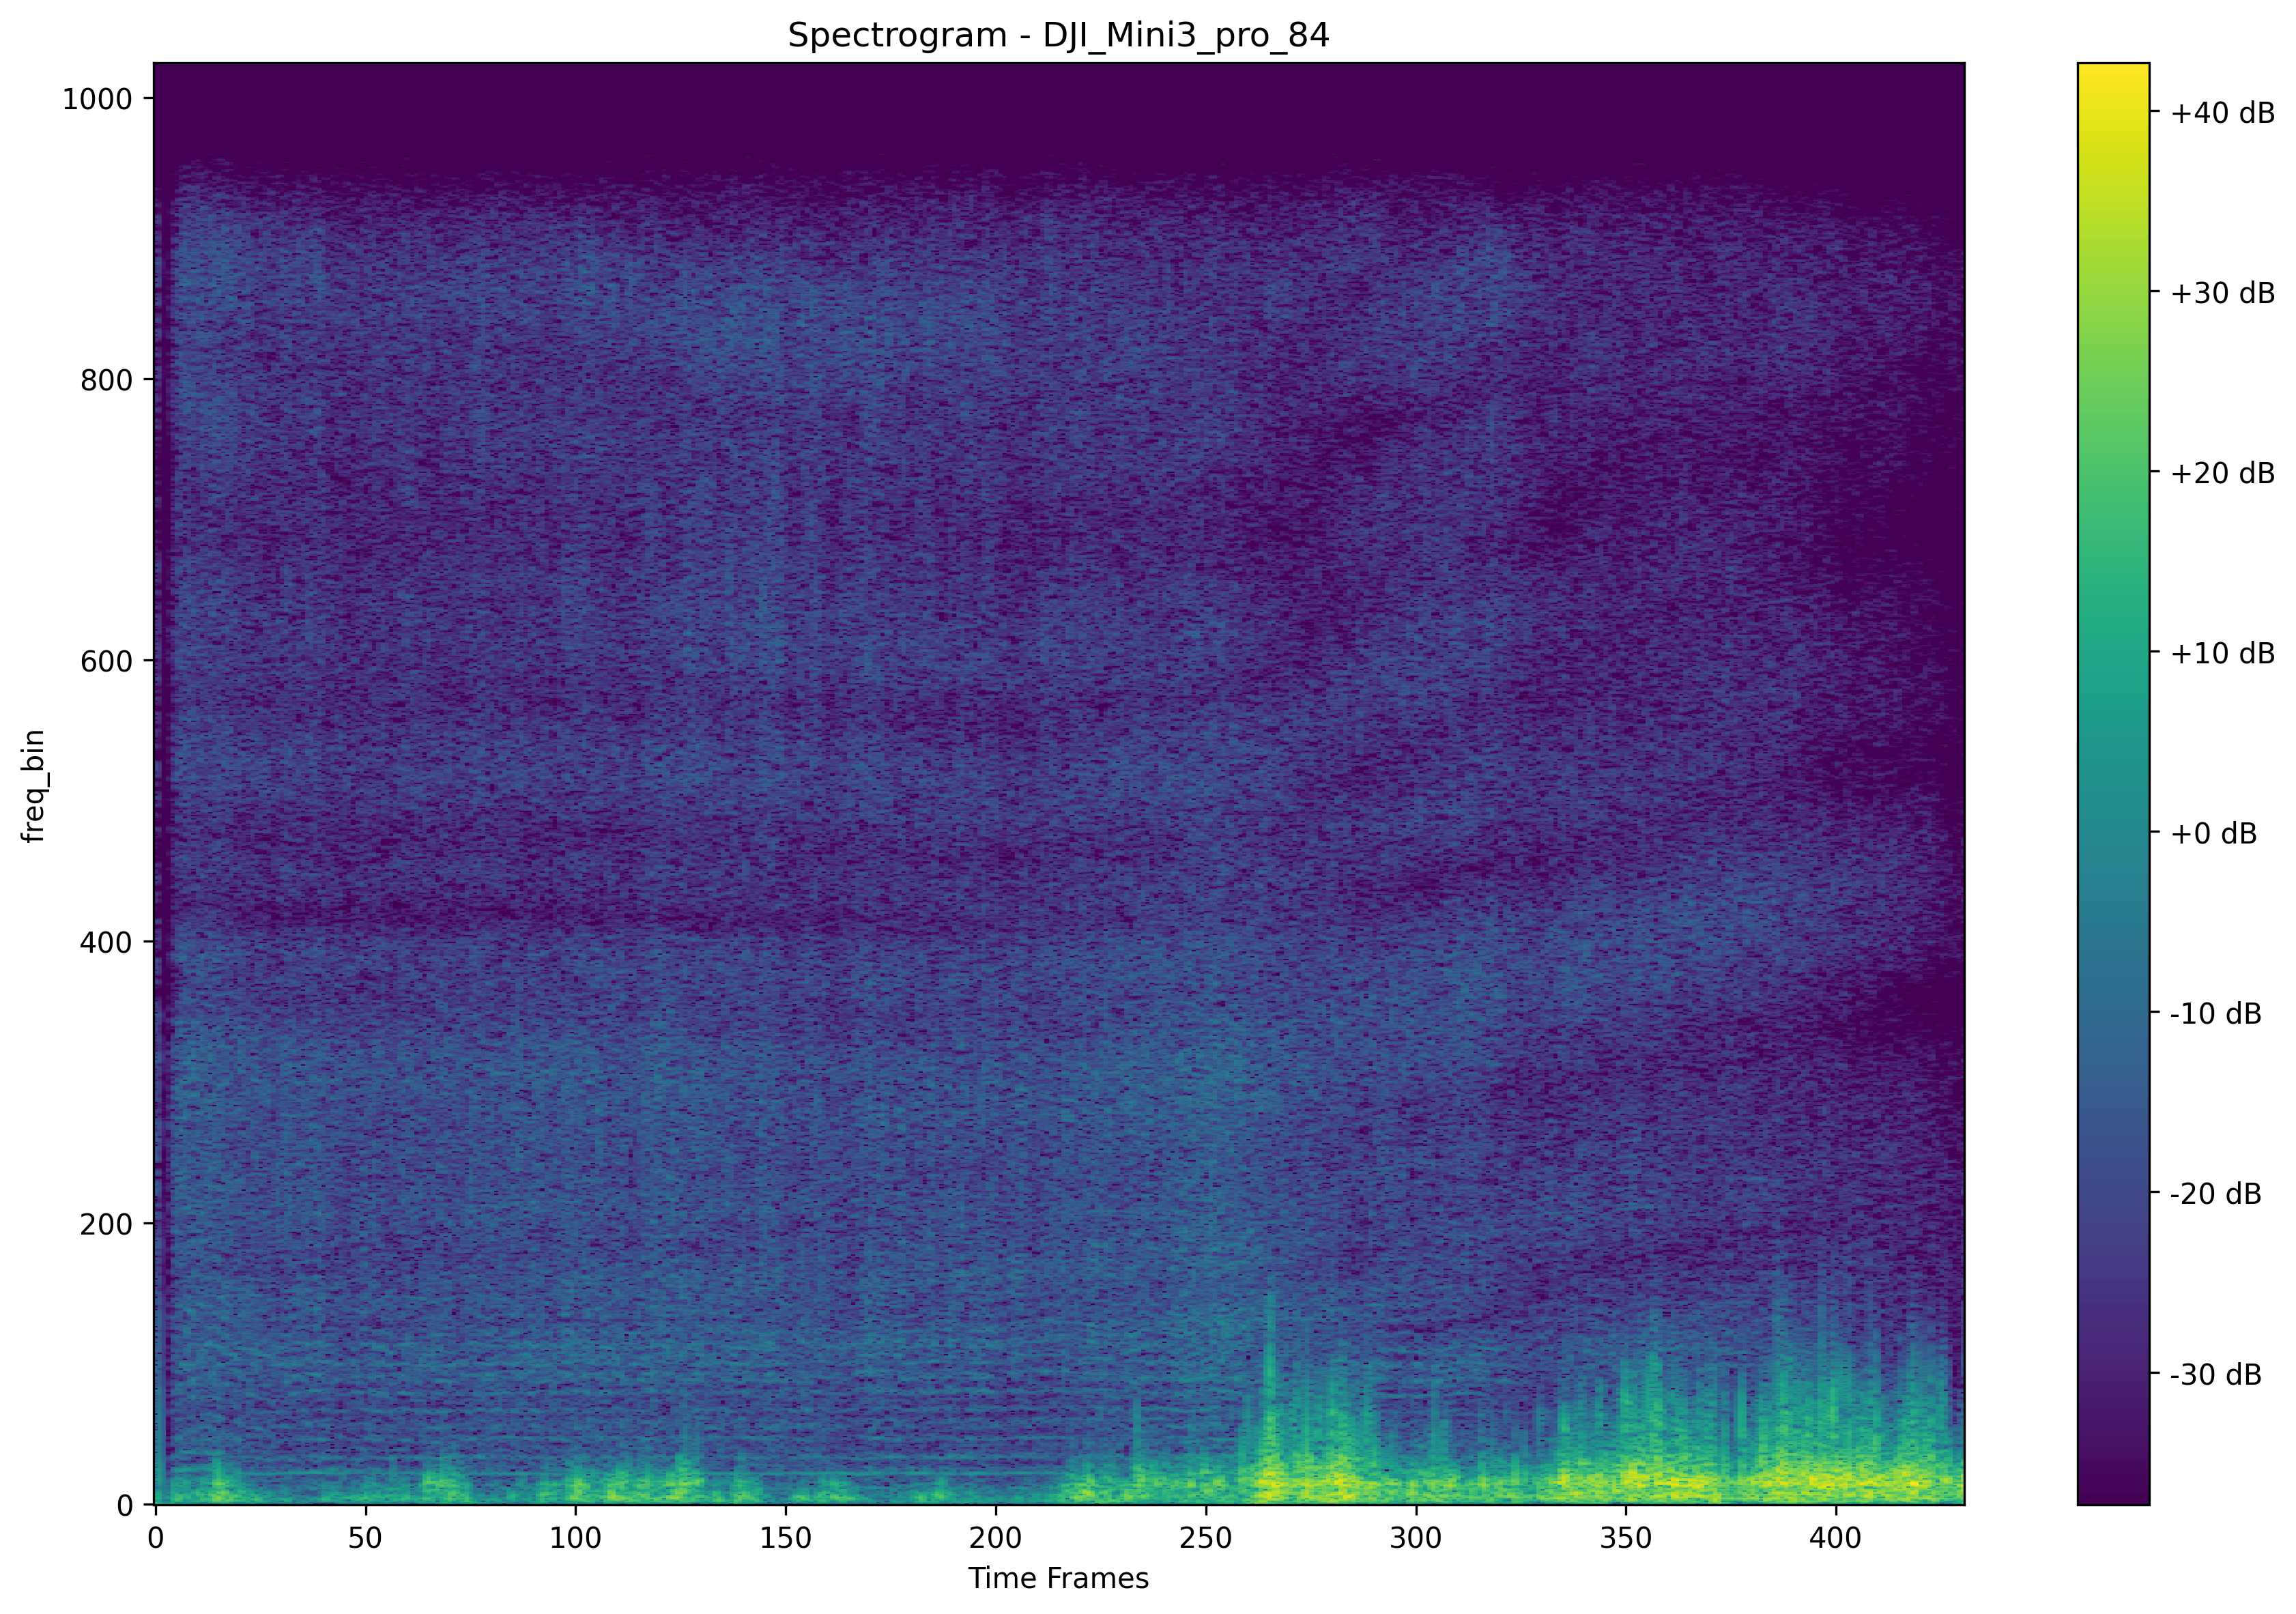 Spectrogram - DJI_Mini3_pro_84
1000
800
600
400
200
0
freq_bin
0 50 100 150 200 250 300 350 400
Time Frames
+40 dB
+30 dB
+20 dB
+10 dB
+0 dB
-10 dB
-20 dB
-30 dB